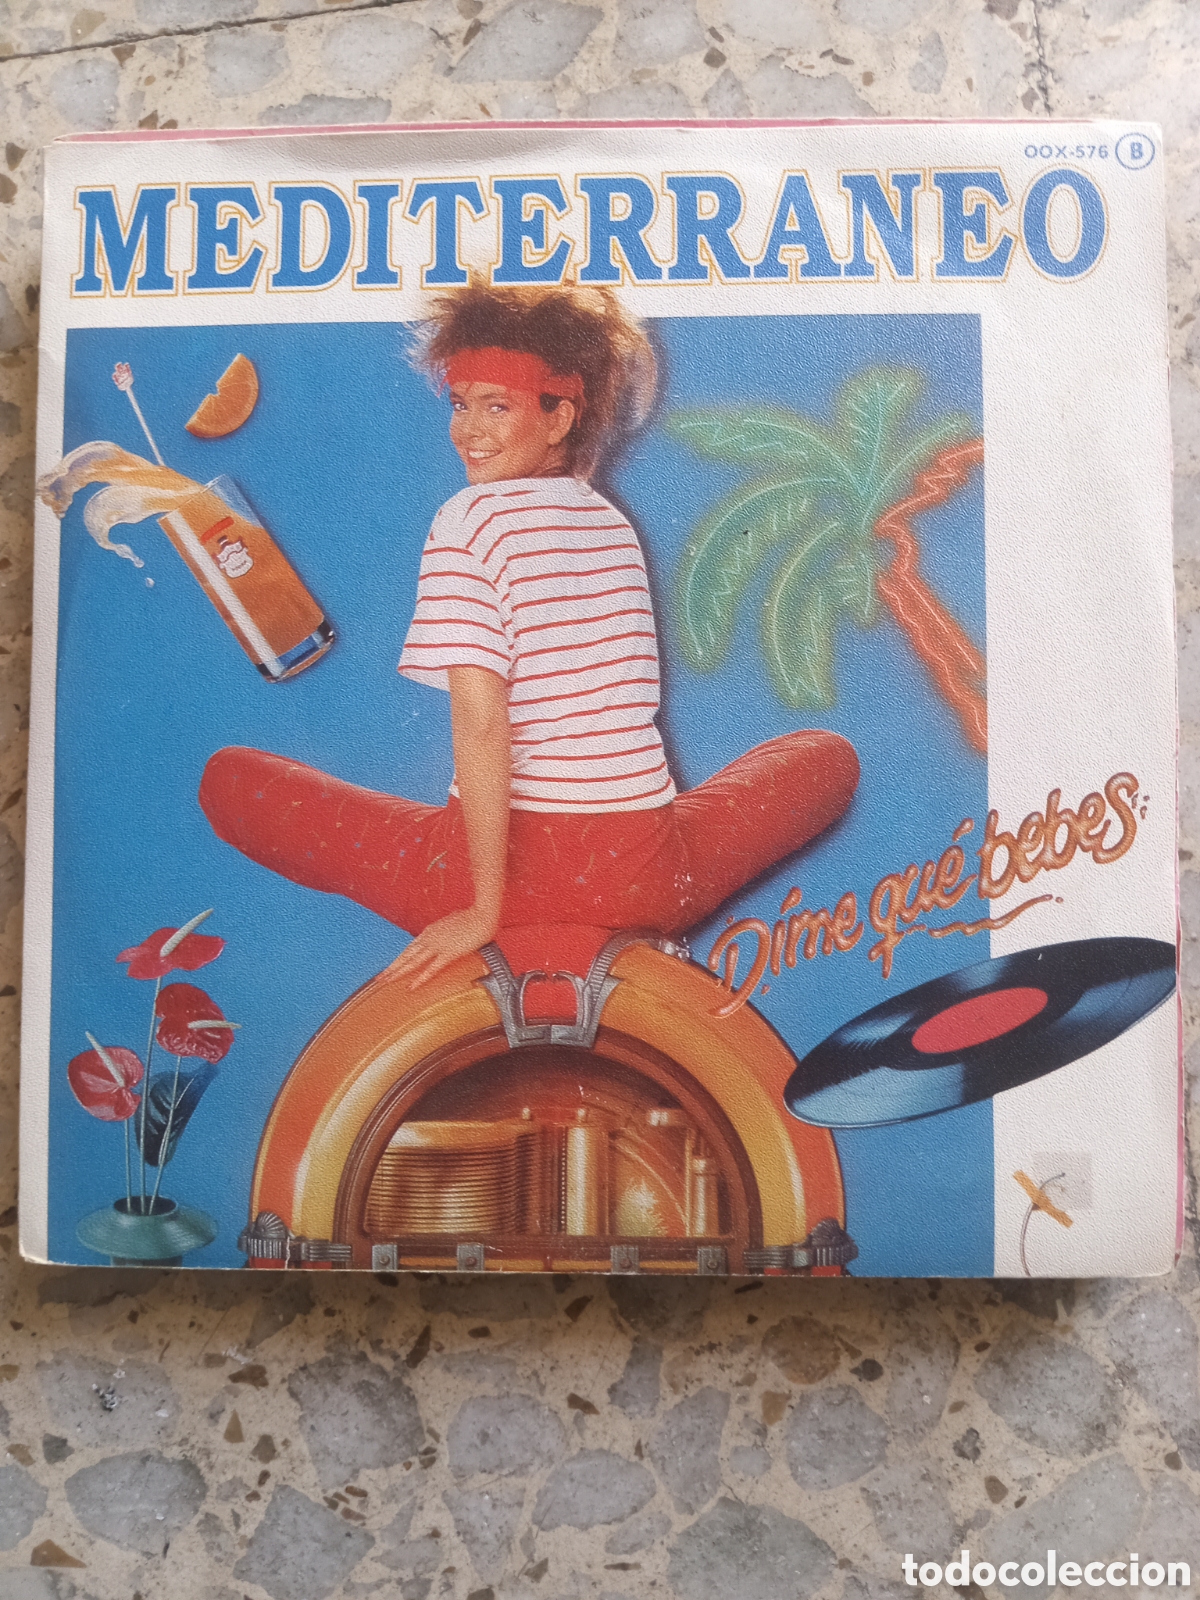 OOX-576 B
MEDITERRANEO
Dime qué bebes
todocoleccion